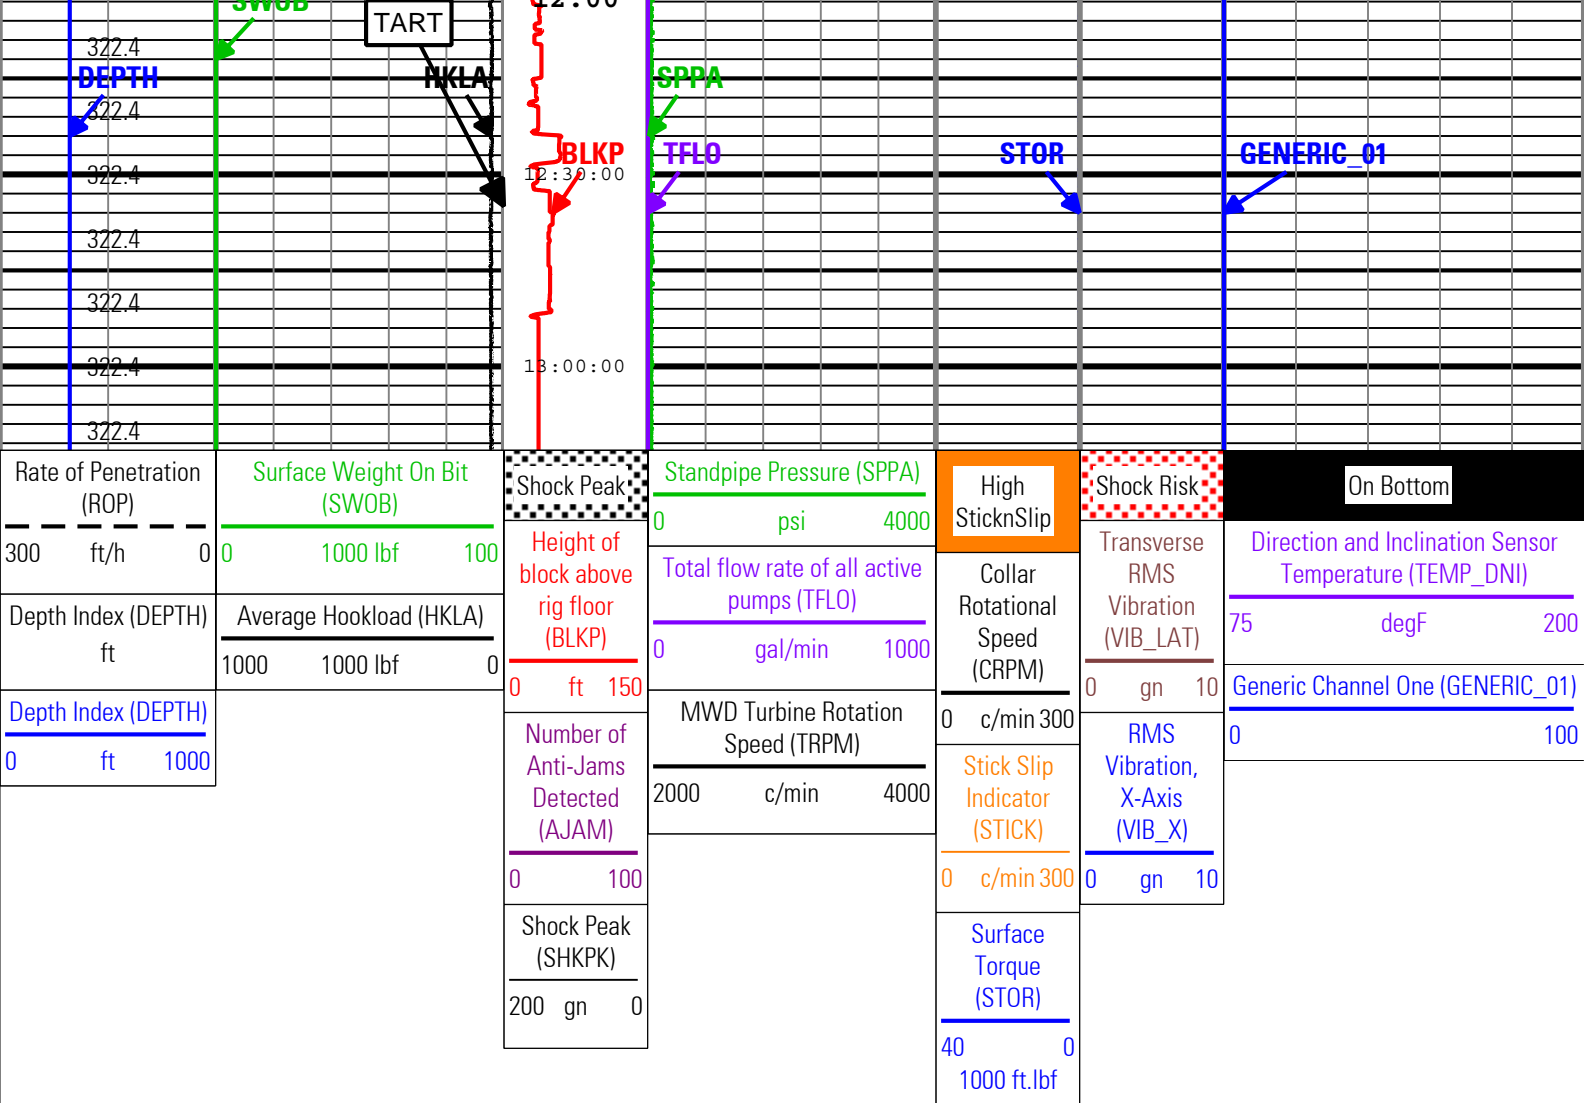 SWOB
12:00
TART
322.4
DEPTH
HKLA
SPPA
322.4
BLKP
TFLO
STOR
GENERIC_01
322.4
12:30:00
322.4
322.4
322.4
13:00:00
322.4
Rate of Penetration
(ROP)
300 ft/h 0
Depth Index (DEPTH)
ft
Depth Index (DEPTH)
0 ft 1000
Surface Weight On Bit
(SWOB)
0 1000 lbf 100
Average Hookload (HKLA)
1000 1000 lbf 0
Shock Peak
Height of
block above
rig floor
(BLKP)
0 ft 150
Number of
Anti-Jams
Detected
(AJAM)
0 100
Shock Peak
(SHKPK)
200 gn 0
Standpipe Pressure (SPPA)
0 psi 4000
Total flow rate of all active
pumps (TFLO)
0 gal/min 1000
MWD Turbine Rotation
Speed (TRPM)
2000 c/min 4000
High
SticknSlip
Collar
Rotational
Speed
(CRPM)
0 c/min 300
Stick Slip
Indicator
(STICK)
0 c/min 300
Surface
Torque
(STOR)
40 0
1000 ft.lbf
Shock Risk
Transverse
RMS
Vibration
(VIB_LAT)
0 gn 10
RMS
Vibration,
X-Axis
(VIB_X)
0 gn 10
On Bottom
Direction and Inclination Sensor
Temperature (TEMP_DNI)
75 degF 200
Generic Channel One (GENERIC_01)
0 100